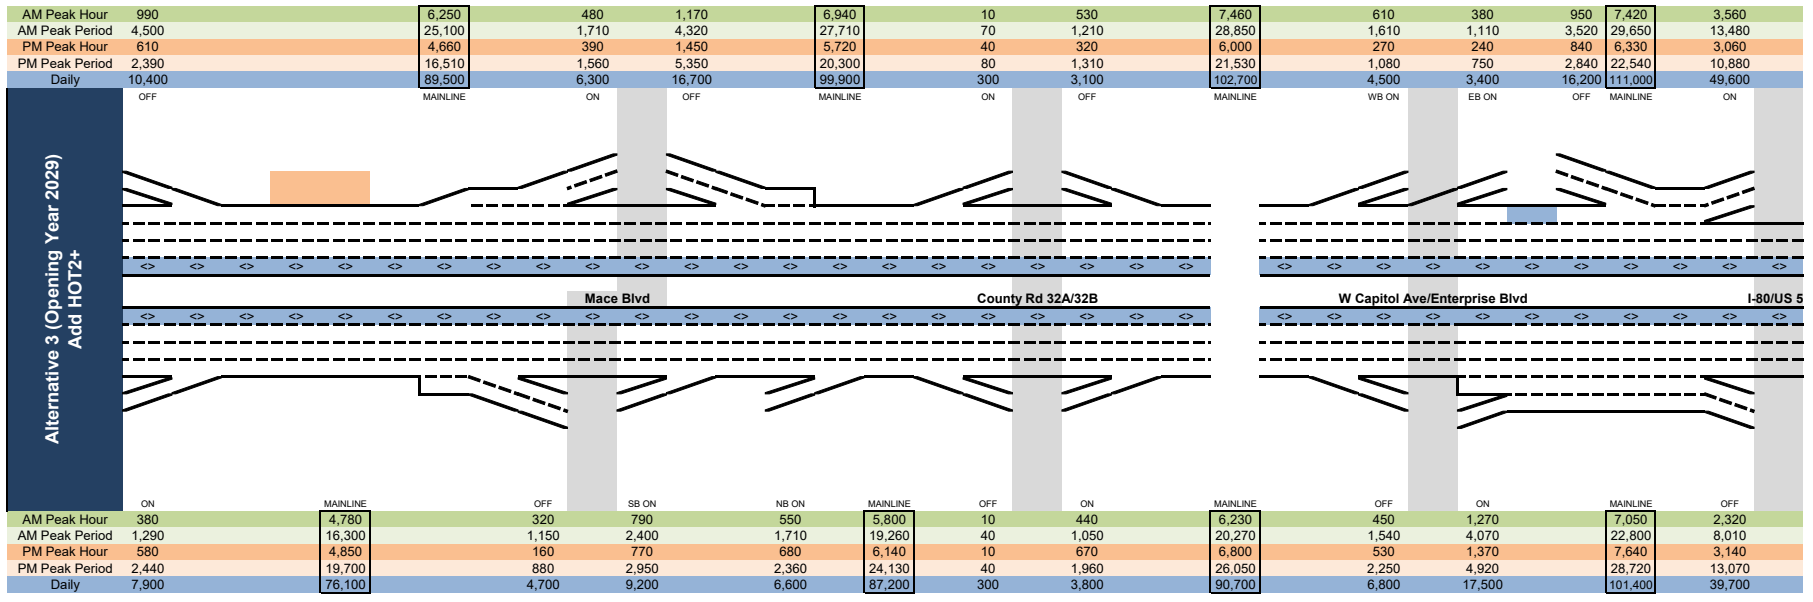 AM Peak Hour 990 6,250 480 1,170 6,940 10 530 7,460 610 380 950 7,420 3,560
AM Peak Period 4,500 25,100 1,710 4,320 27,710 70 1,210 28,850 1,610 1,110 3,520 29,650 13,480
PM Peak Hour 610 4,660 390 1,450 5,720 40 320 6,000 270 240 840 6,330 3,060
PM Peak Period 2,390 16,510 1,560 5,350 20,300 80 1,310 21,530 1,080 750 2,840 22,540 10,880
Daily 10,400 89,500 6,300 16,700 99,900 300 3,100 102,700 4,500 3,400 16,200 111,000 49,600
OFF MAINLINE ON OFF MAINLINE ON OFF MAINLINE WB ON EB ON OFF MAINLINE ON
Alternative 3 (Opening Year 2029)
Add HOT2+
<> <> <> <> <> <> <> <> <> <> <> <> <> <> <> <> <> <> <> <> <> <> <> <> <> <> <> <> <> <> <> <> <>
Mace Blvd County Rd 32A/32B W Capitol Ave/Enterprise Blvd I-80/US 5
<> <> <> <> <> <> <> <> <> <> <> <> <> <> <> <> <> <> <> <> <> <> <> <> <> <> <> <> <> <> <> <> <>
ON MAINLINE OFF SB ON NB ON MAINLINE OFF ON MAINLINE OFF ON MAINLINE OFF
AM Peak Hour 380 4,780 320 790 550 5,800 10 440 6,230 450 1,270 7,050 2,320
AM Peak Period 1,290 16,300 1,150 2,400 1,710 19,260 40 1,050 20,270 1,540 4,070 22,800 8,010
PM Peak Hour 580 4,850 160 770 680 6,140 10 670 6,800 530 1,370 7,640 3,140
PM Peak Period 2,440 19,700 880 2,950 2,360 24,130 40 1,960 26,050 2,250 4,920 28,720 13,070
Daily 7,900 76,100 4,700 9,200 6,600 87,200 300 3,800 90,700 6,800 17,500 101,400 39,700